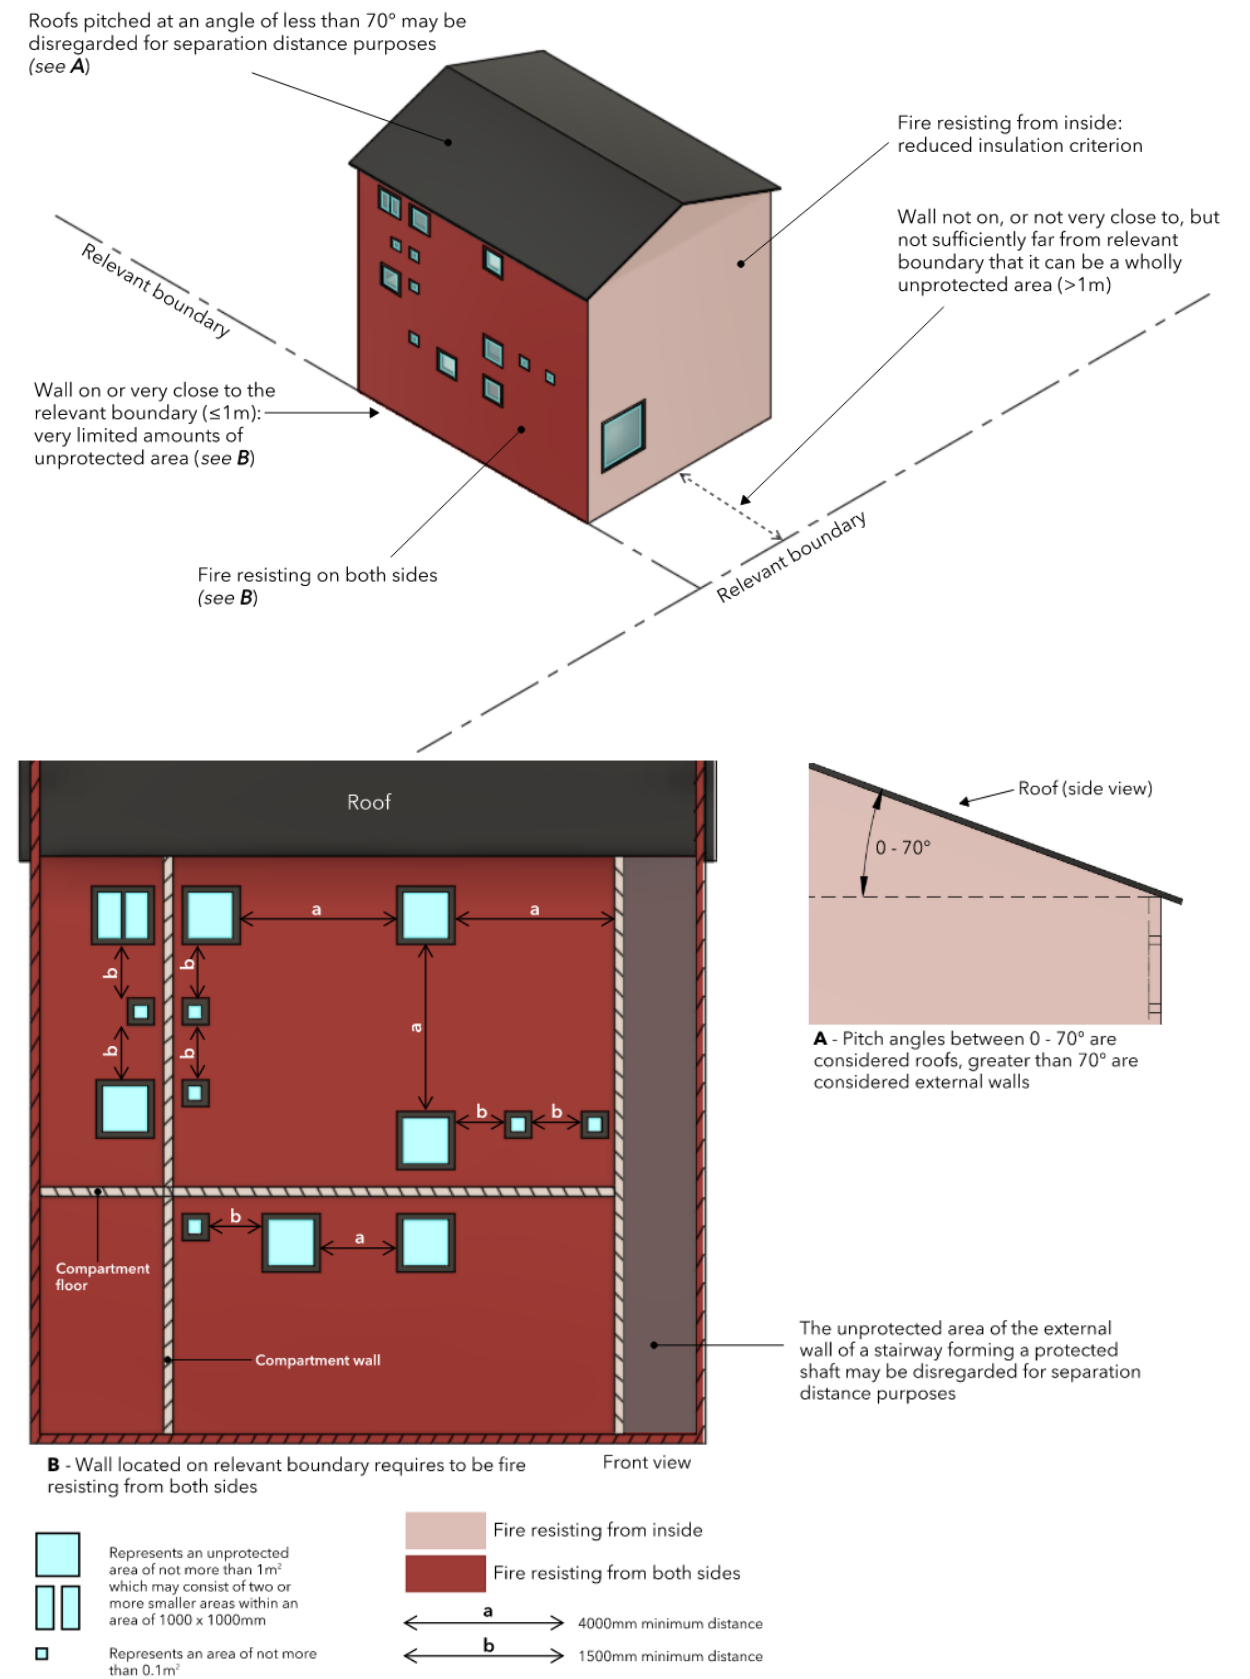 Roofs pitched at an angle of less than 70° may be
disregarded for separation distance purposes
(see A)
Fire resisting from inside:
reduced insulation criterion
Wall not on, or not very close to, but
not sufficiently far from relevant
boundary that it can be a wholly
unprotected area (>1m)
Relevant boundary
Wall on or very close to the
relevant boundary (≤1m):
very limited amounts of
unprotected area (see B)
Relevant boundary
Fire resisting on both sides
(see B)
Roof
a
a
b
b
a
b
b
b
b
b
a
Compartment
floor
Compartment wall
Roof (side view)
0 - 70°
A - Pitch angles between 0 - 70° are
considered roofs, greater than 70° are
considered external walls
The unprotected area of the external
wall of a stairway forming a protected
shaft may be disregarded for separation
distance purposes
B - Wall located on relevant boundary requires to be fire
resisting from both sides
Front view
Represents an unprotected
area of not more than 1m²
which may consist of two or
more smaller areas within an
area of 1000 x 1000mm
Represents an area of not more
than 0.1m²
Fire resisting from inside
Fire resisting from both sides
a
4000mm minimum distance
b
1500mm minimum distance